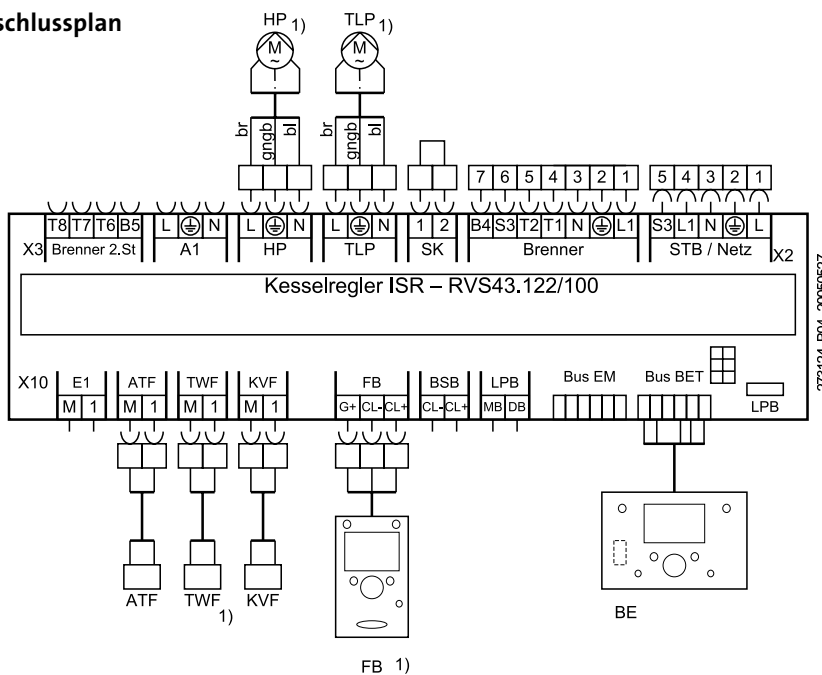 schlussplan
HP 1)
TLP 1)
M
~
M
~
br
gngb
bl
br
gngb
bl
7 6 5 4 3 2 1
5 4 3 2 1
T8 T7 T6 B5
L N
L N
L N
1 2
B4 S3 T2 T1 N L1
S3 L1 N L
X3 Brenner 2.St A1 HP TLP SK Brenner STB / Netz X2
Kesselregler ISR – RVS43.122/100
X10 E1 ATF TWF KVF FB BSB LPB Bus EM Bus BET
M 1
M 1
M 1
M 1
G+ CL- CL+
CL- CL+
MB DB
LPB
ATF TWF KVF
1)
BE
FB 1)